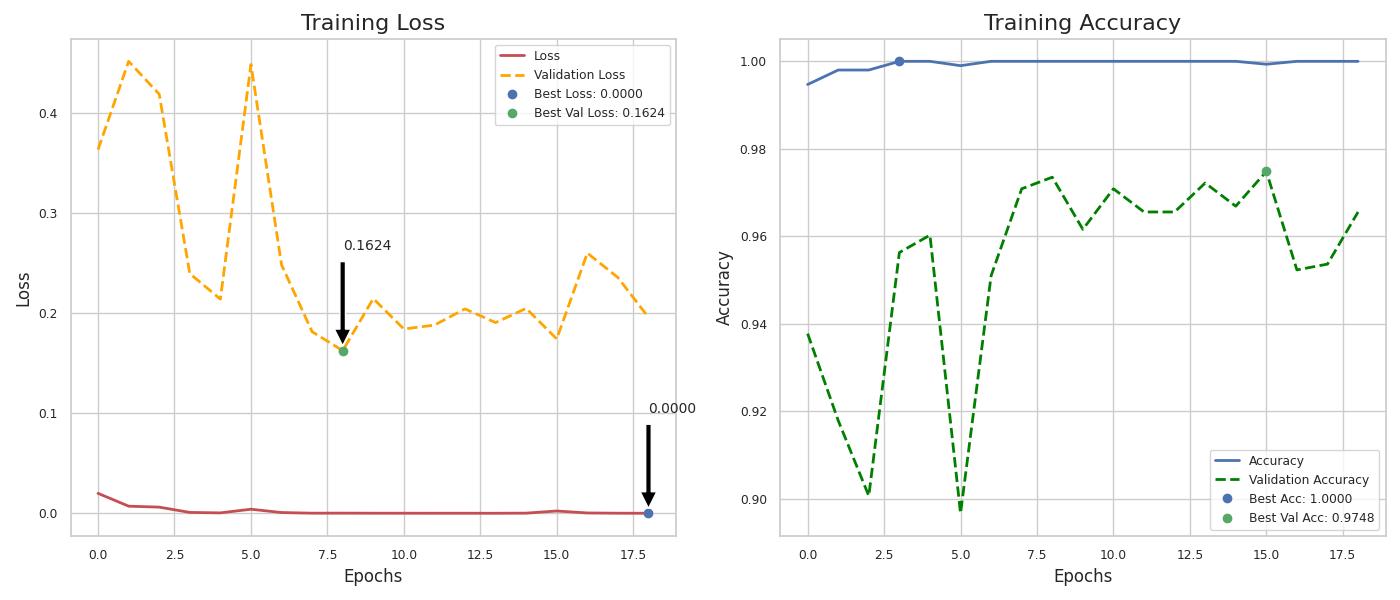 Training Loss
Loss
Validation Loss
Best Loss: 0.0000
Best Val Loss: 0.1624
0.4
0.3
0.2
0.1
0.0
Loss
0.1624
0.0000
0.0
2.5
5.0
7.5
10.0
12.5
15.0
17.5
Epochs
Training Accuracy
1.00
0.98
0.96
0.94
0.92
0.90
Accuracy
Accuracy
Validation Accuracy
Best Acc: 1.0000
Best Val Acc: 0.9748
0.0
2.5
5.0
7.5
10.0
12.5
15.0
17.5
Epochs